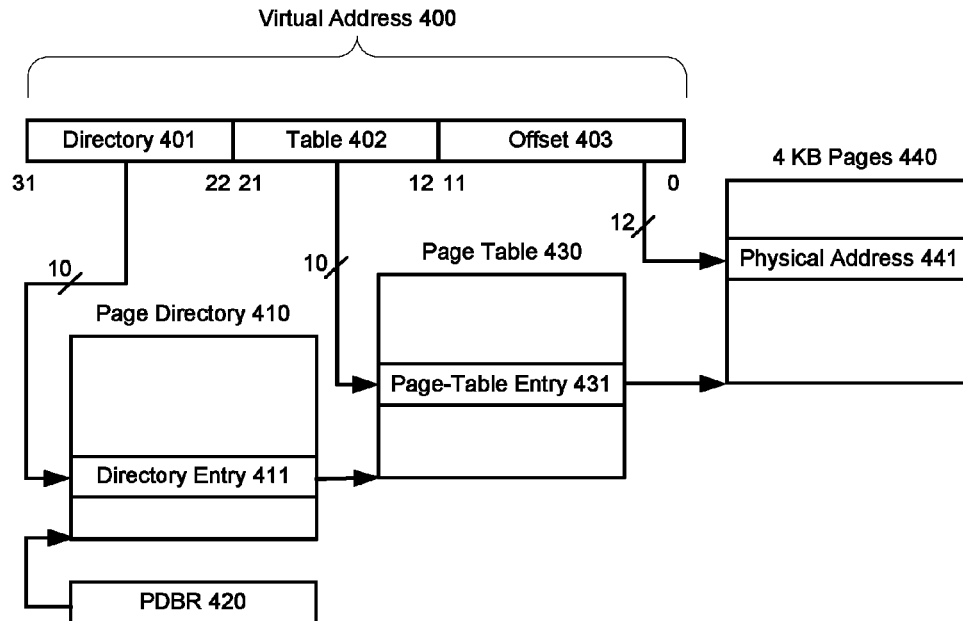 Virtual Address 400
Directory 401 Table 402 Offset 403
31 22 21 12 11 0
4 KB Pages 440
12
Physical Address 441
10 10
Page Table 430
Page Directory 410
Page-Table Entry 431
Directory Entry 411
PDBR 420